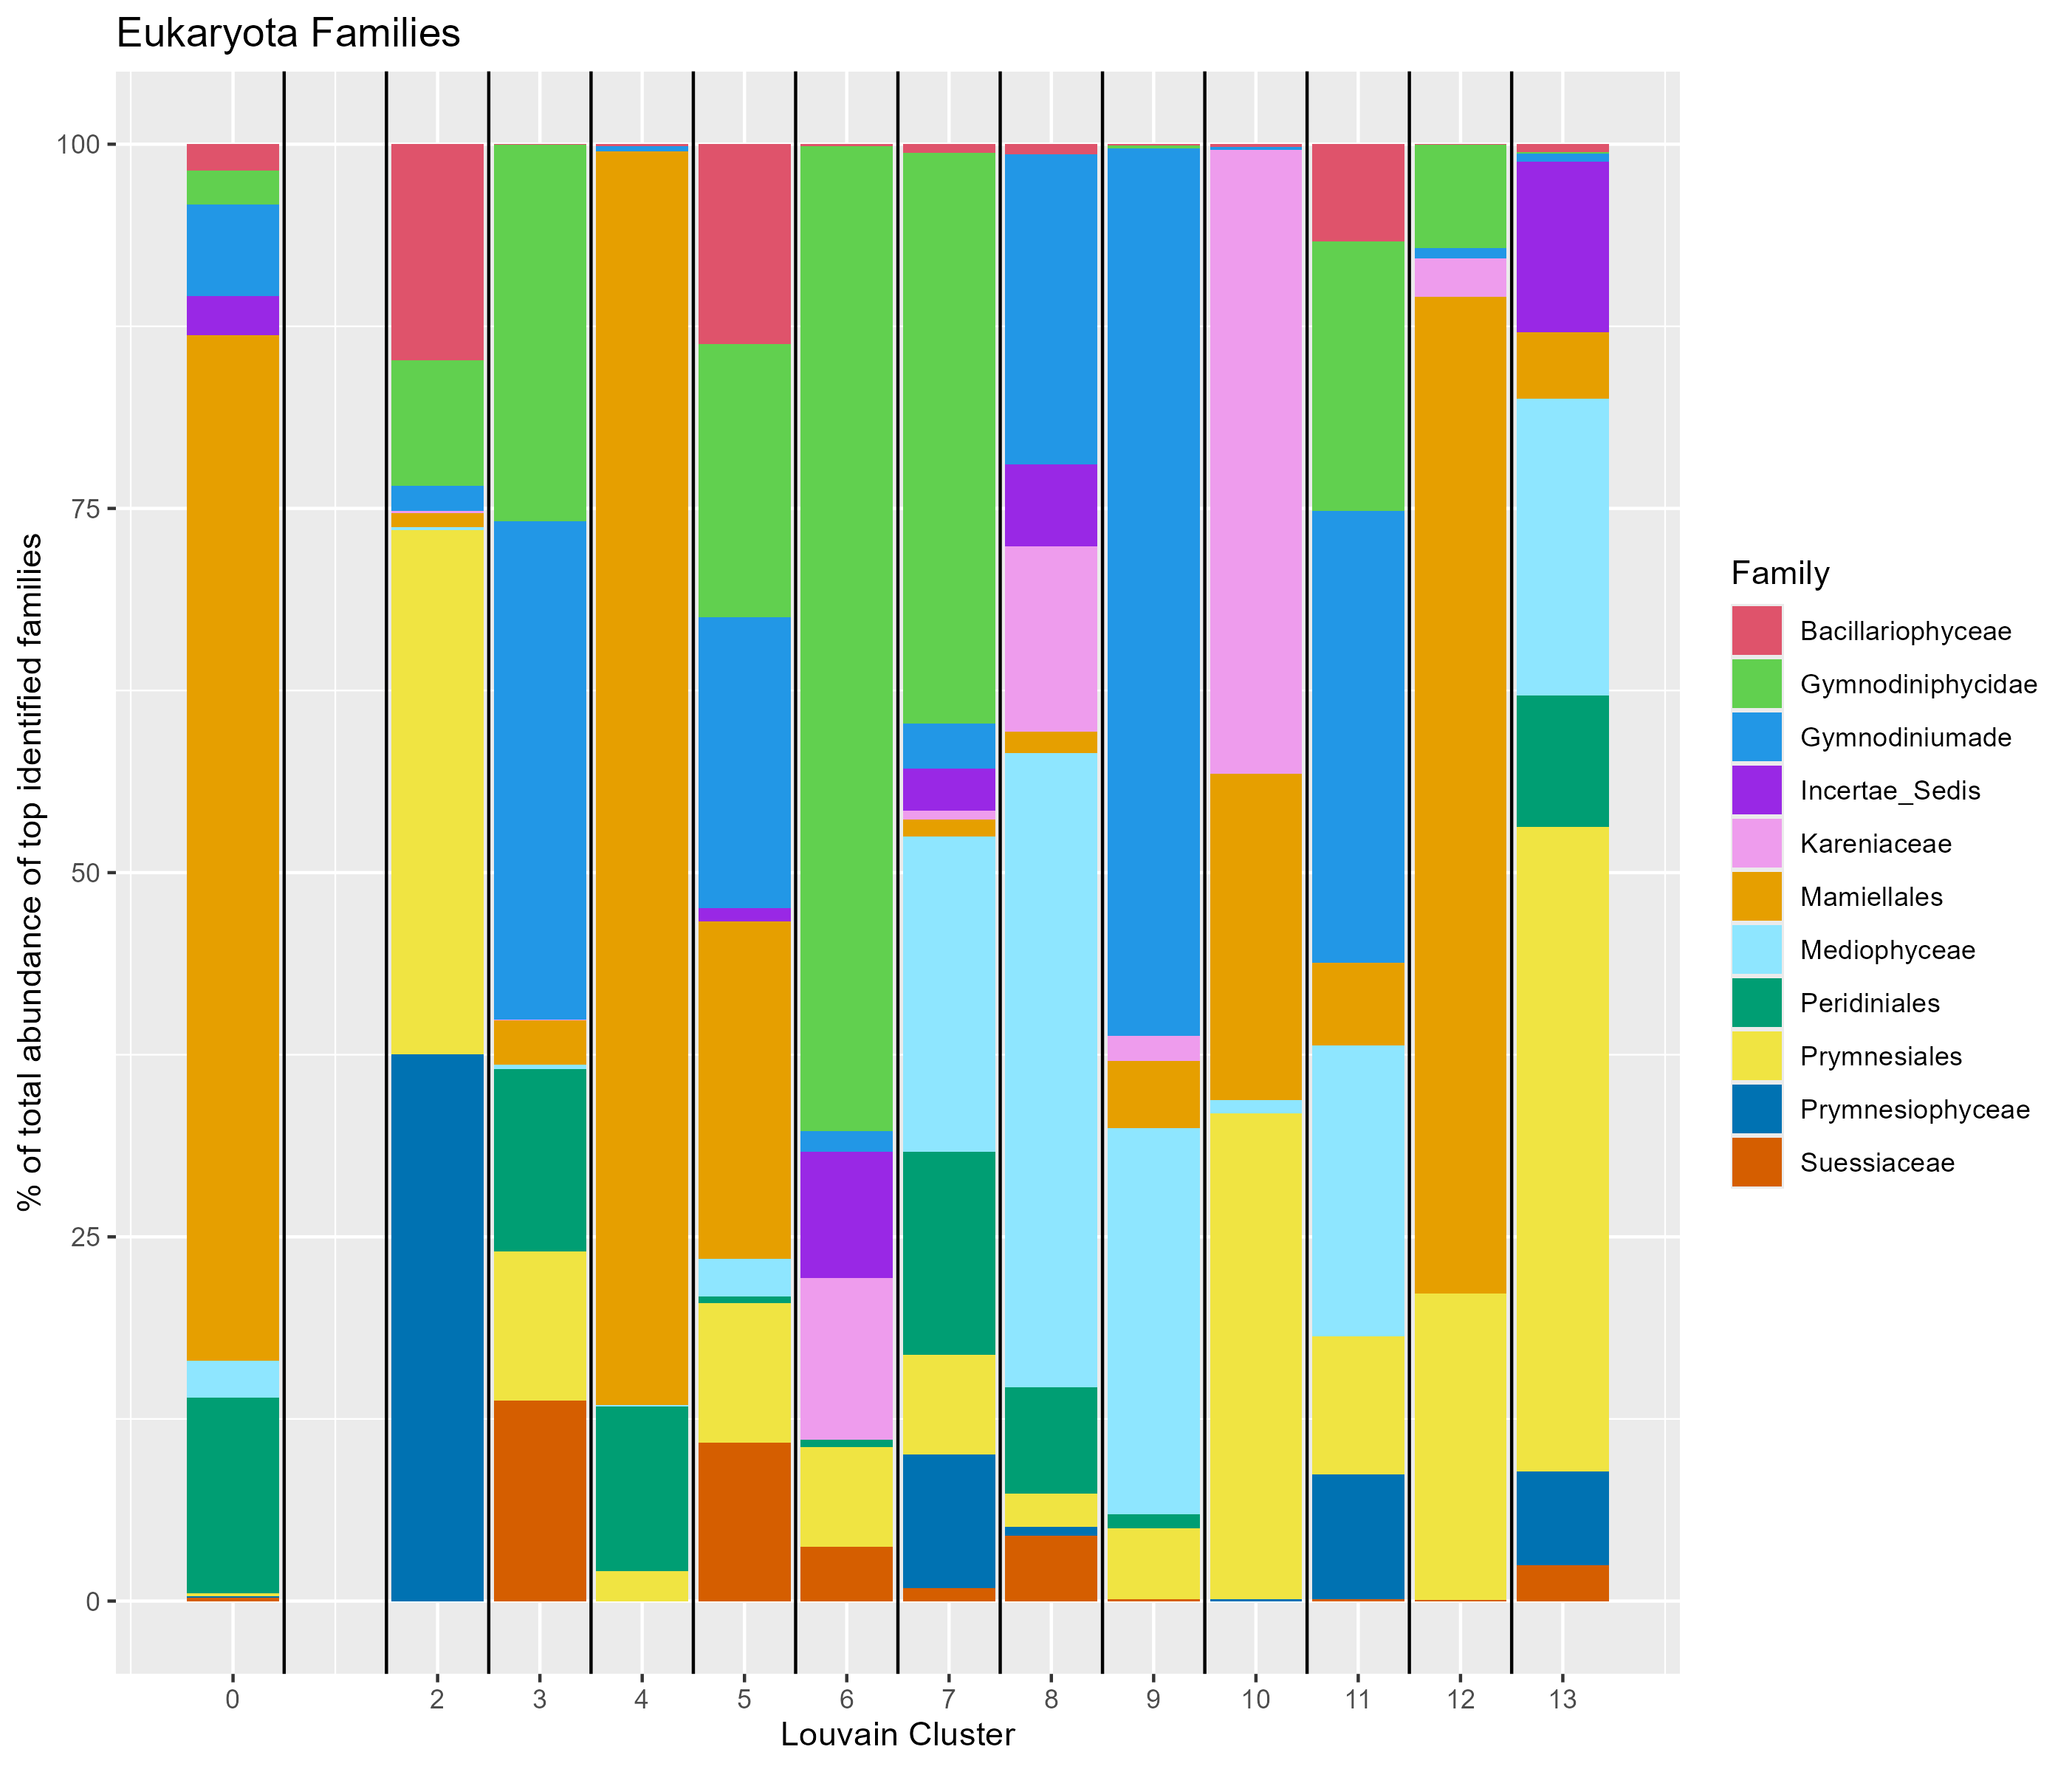 Eukaryota Families
% of total abundance of top identified families
100
75
50
25
0
0 2 3 4 5 6 7 8 9 10 11 12 13
Louvain Cluster
Family
Bacillariophyceae
Gymnodiniphycidae
Gymnodiniumade
Incertae_Sedis
Kareniaceae
Mamiellales
Mediophyceae
Peridiniales
Prymnesiales
Prymnesiophyceae
Suessiaceae